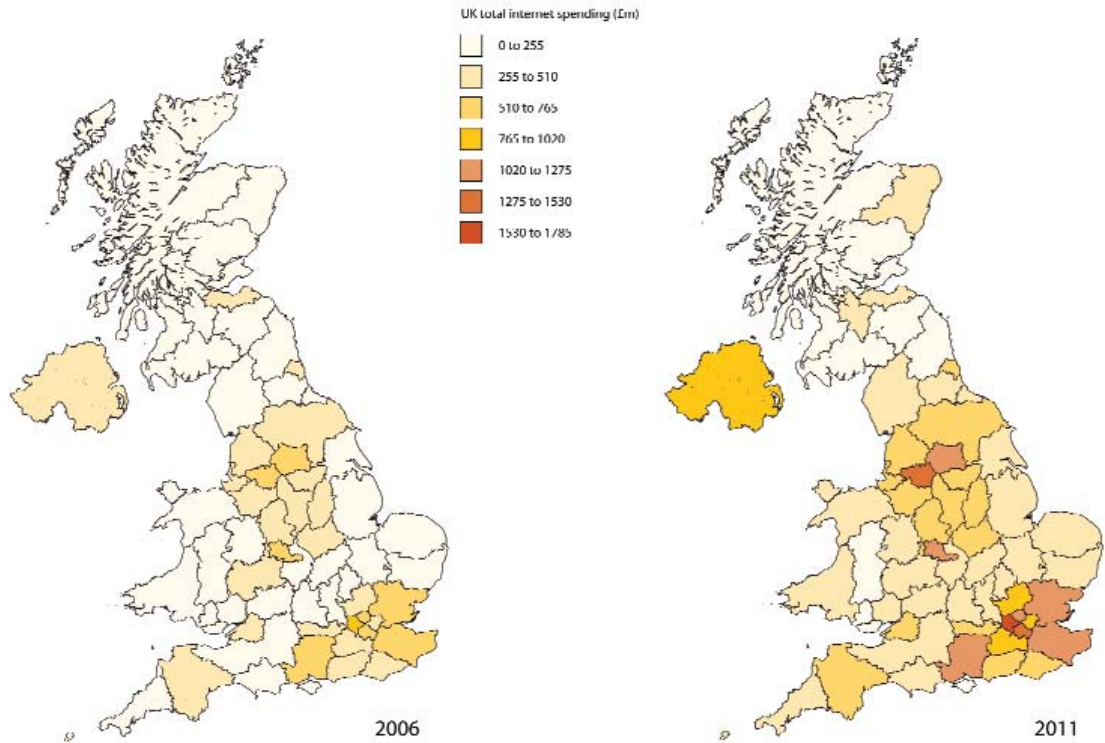 UK total internet spending (£m)
0 to 255
255 to 510
510 to 765
765 to 1020
1020 to 1275
1275 to 1530
1530 to 1785
2006
2011